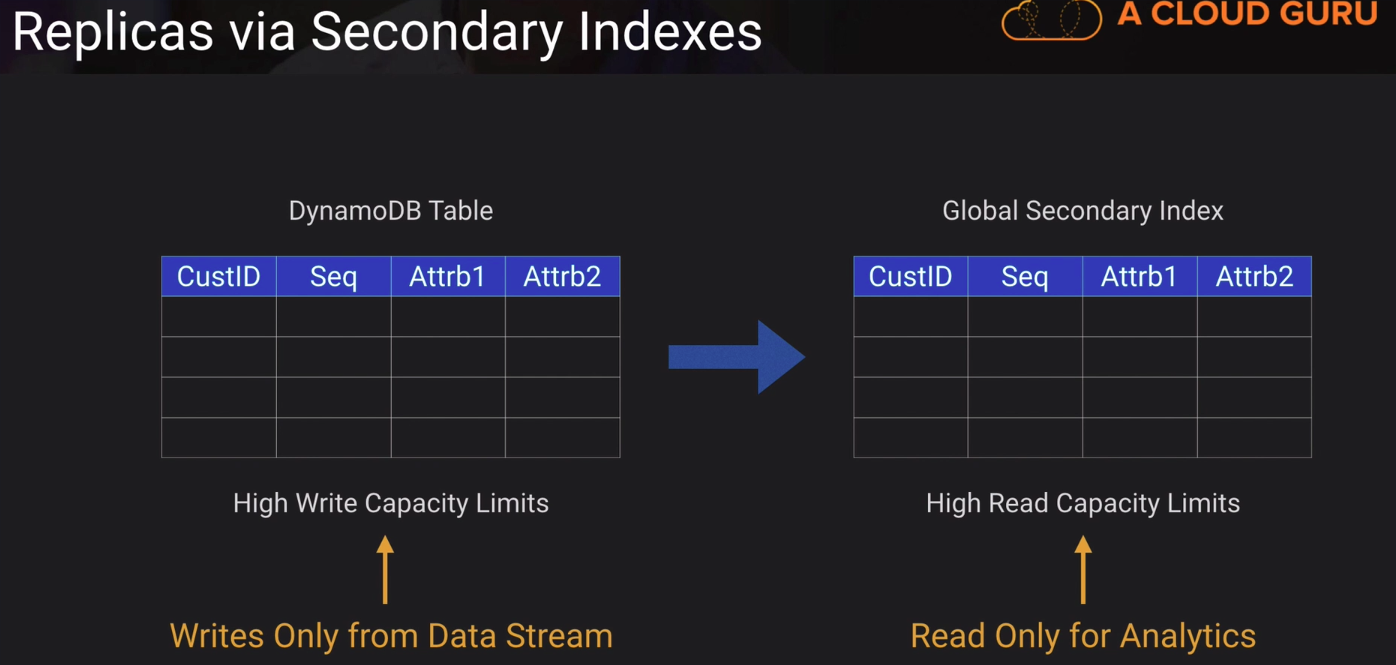 Replicas via Secondary Indexes
A CLOUD GURU
DynamoDB Table
Global Secondary Index
CustID Seq Attrb1 Attrb2
CustID Seq Attrb1 Attrb2
High Write Capacity Limits
High Read Capacity Limits
Writes Only from Data Stream
Read Only for Analytics